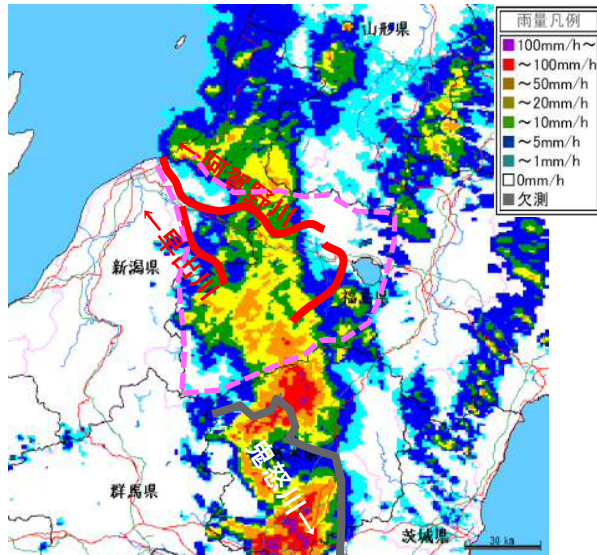 山形県
雨量凡例
100mm/h~
~100mm/h
~50mm/h
~20mm/h
~10mm/h
~5mm/h
~1mm/h
0mm/h
欠測
←阿賀野川
←早出川
新潟県
福島県
鬼怒川→
群馬県
茨城県
30 km